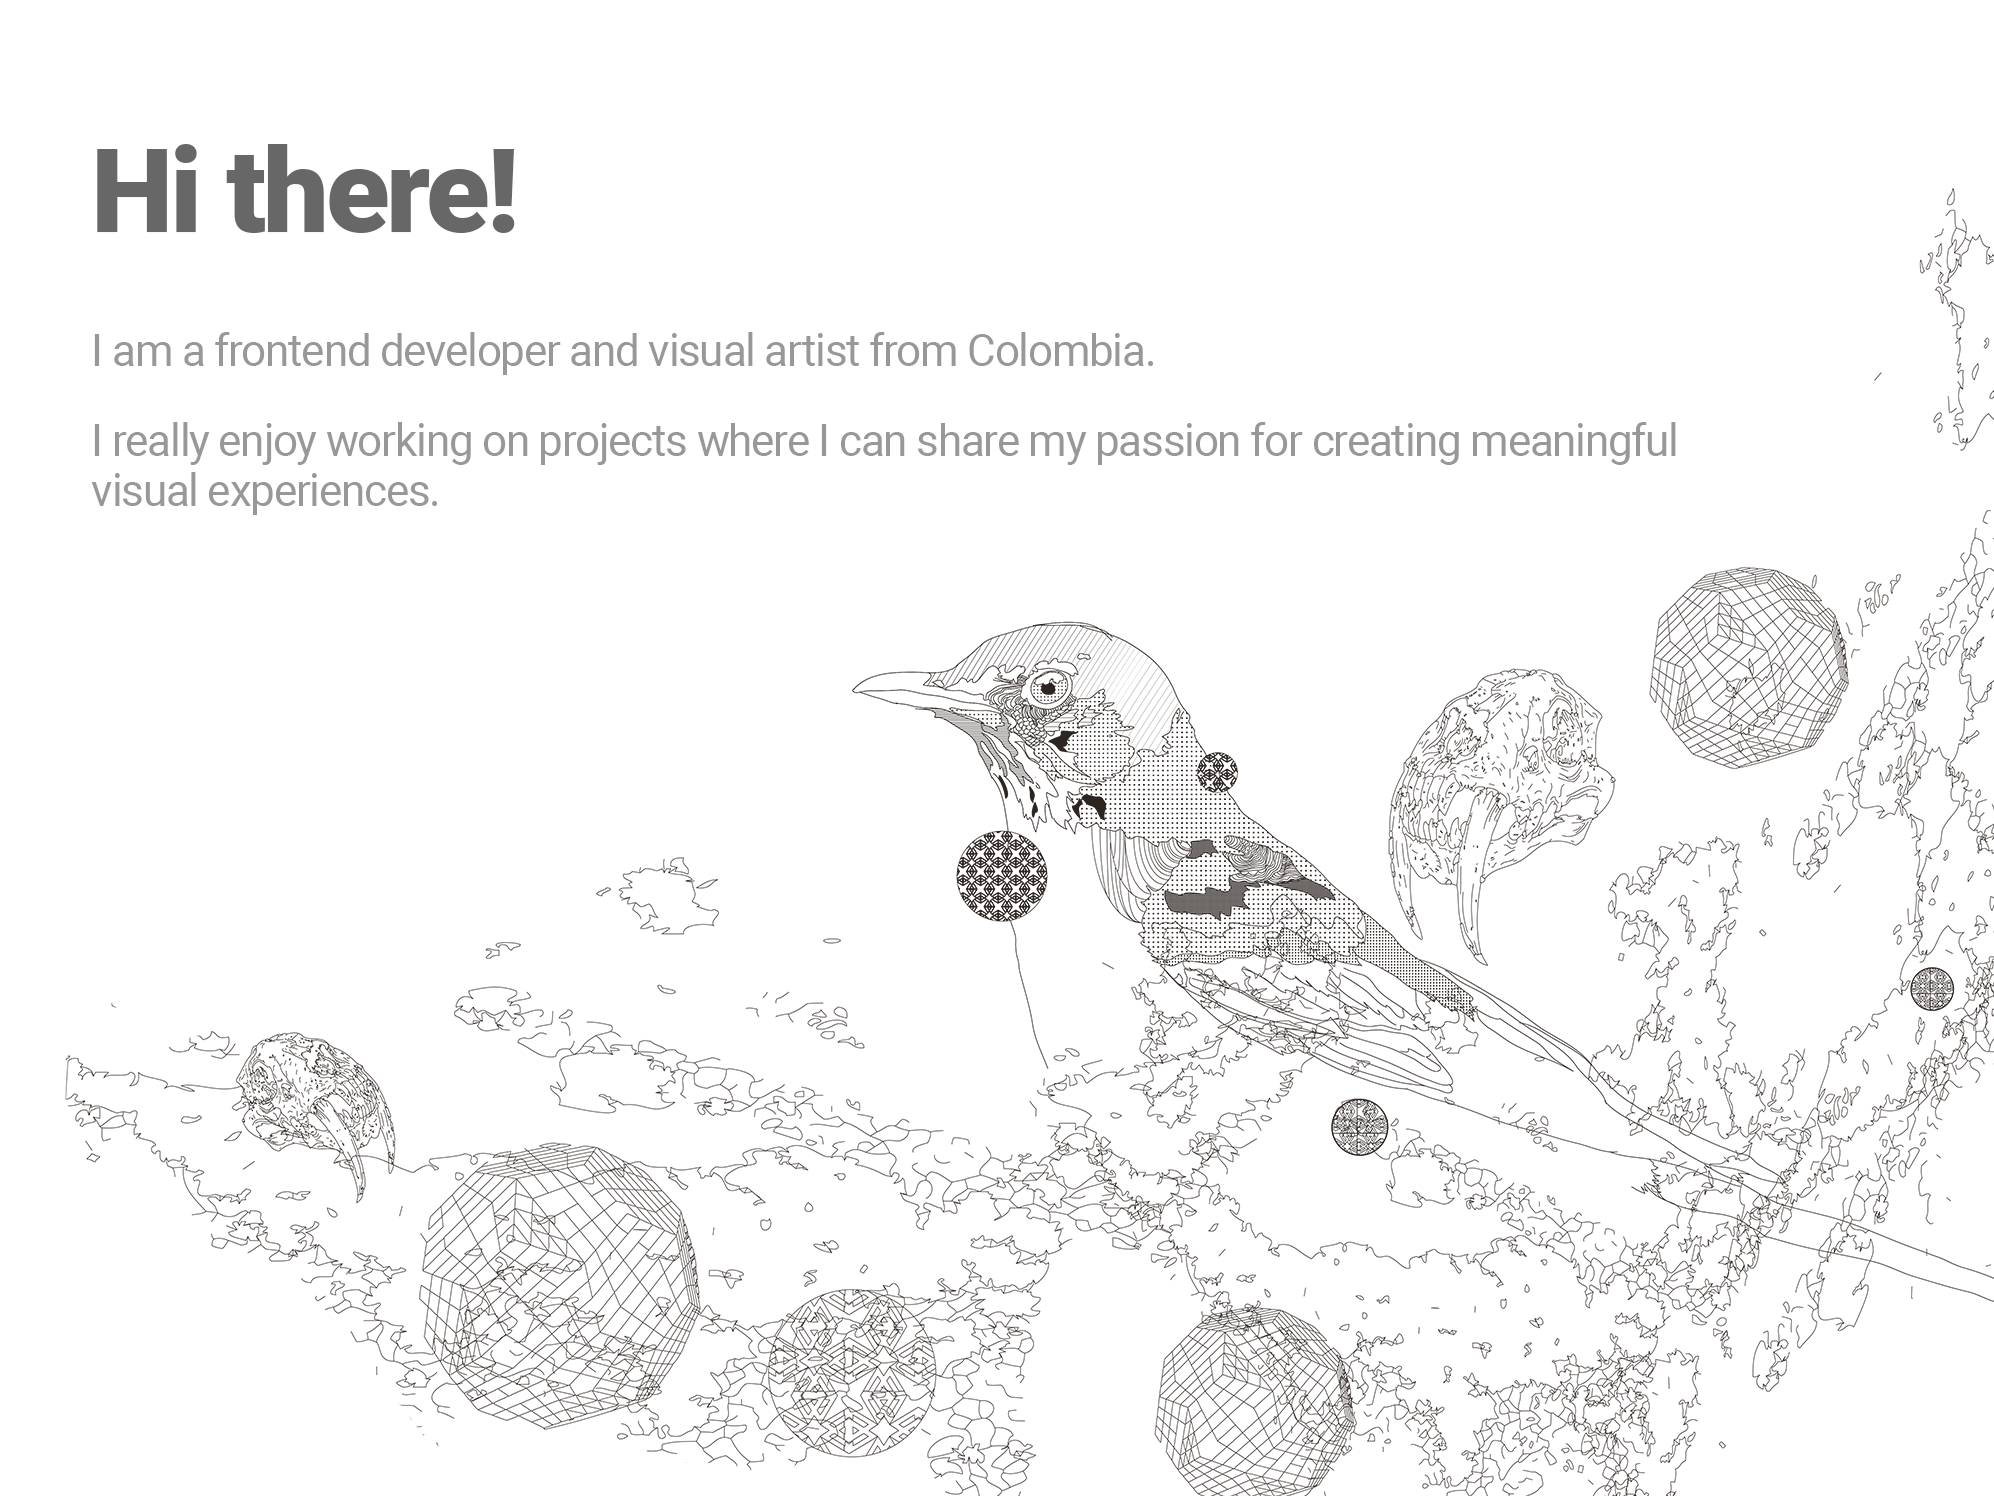 Hi there!
I am a frontend developer and visual artist from Colombia.
I really enjoy working on projects where I can share my passion for creating meaningful
visual experiences.